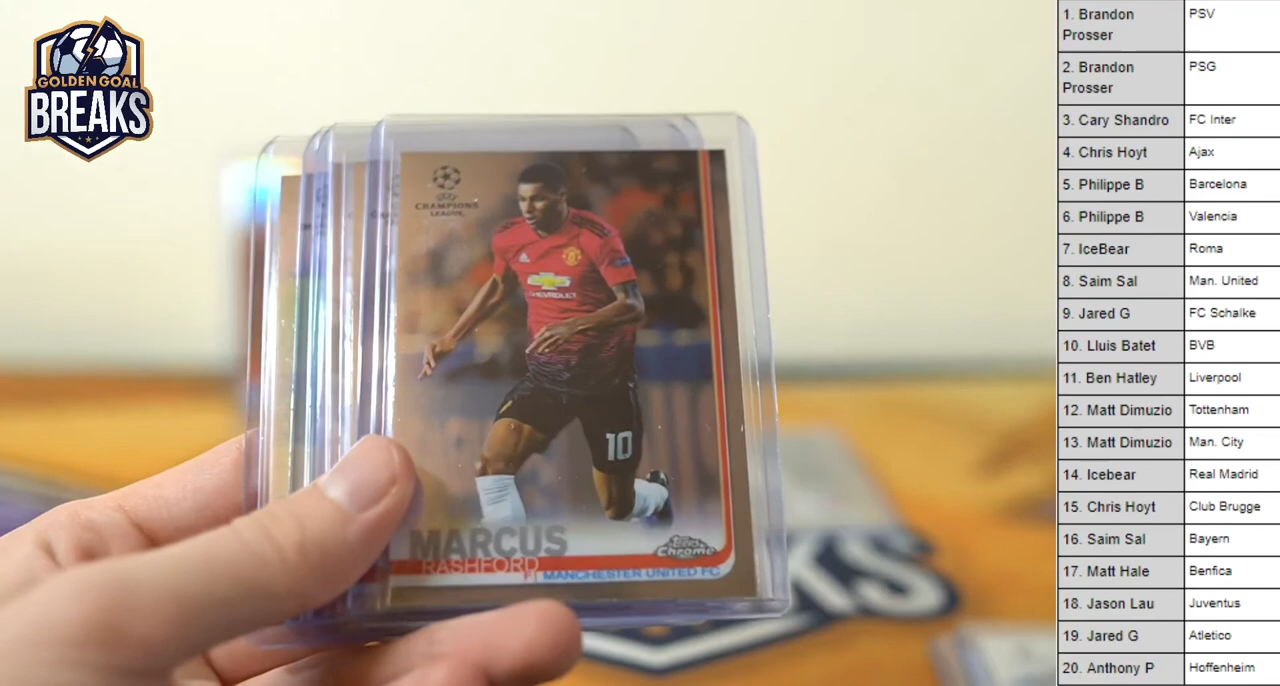 GOLDEN GOAL
BREAKS
CHAMPIONS
LEAGUE
CHEVROLET
10
MARCUS
RASHFORD
MANCHESTER UNITED FC
Topps
Chrome
EAKS
1. Brandon Prosser PSV
2. Brandon Prosser PSG
3. Cary Shandro FC Inter
4. Chris Hoyt Ajax
5. Philippe B Barcelona
6. Philippe B Valencia
7. IceBear Roma
8. Saim Sal Man. United
9. Jared G FC Schalke
10. Lluis Batet BVB
11. Ben Hatley Liverpool
12. Matt Dimuzio Tottenham
13. Matt Dimuzio Man. City
14. Icebear Real Madrid
15. Chris Hoyt Club Brugge
16. Saim Sal Bayern
17. Matt Hale Benfica
18. Jason Lau Juventus
19. Jared G Atletico
20. Anthony P Hoffenheim